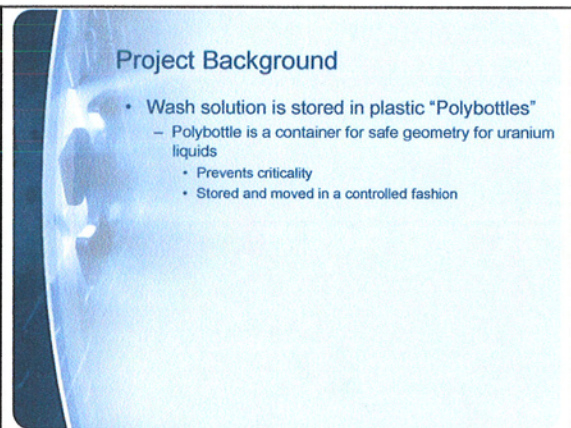 Project Background
• Wash solution is stored in plastic “Polybottles”
– Polybottle is a container for safe geometry for uranium
liquids
• Prevents criticality
• Stored and moved in a controlled fashion